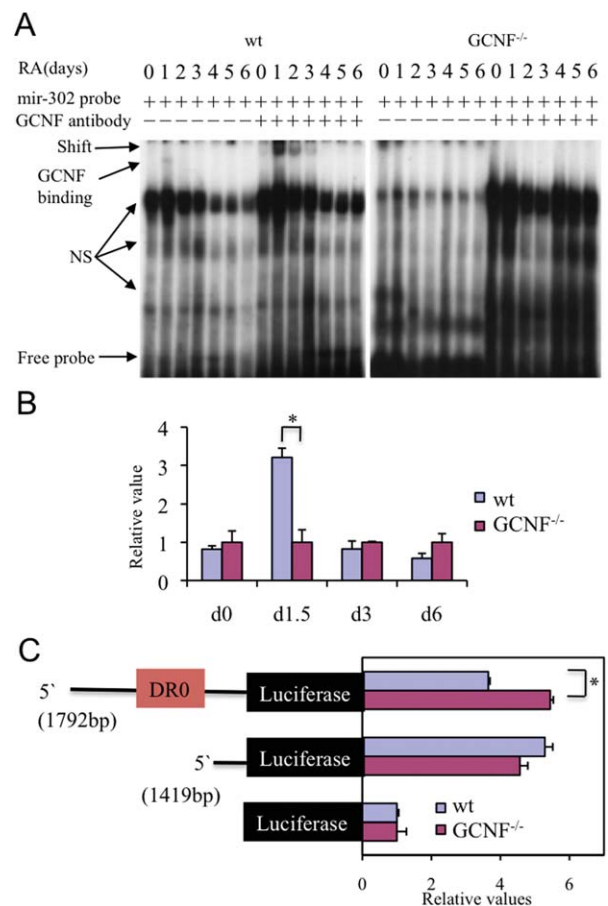 A
wt GCNF-/-
RA(days) 0 1 2 3 4 5 6 0 1 2 3 4 5 6 0 1 2 3 4 5 6 0 1 2 3 4 5 6
mir-302 probe + + + + + + + + + + + + + + + + + + + + + + + + + + + +
GCNF antibody − − − − − − − + + + + + + + − − − − − − − + + + + + + +
Shift
GCNF
binding
NS
Free probe
B
Relative value
4
3
2
1
0
*
wt
GCNF-/-
d0 d1.5 d3 d6
C
5` DR0 Luciferase *
(1792bp)
5` Luciferase
(1419bp)
Luciferase
wt
GCNF-/-
0 2 4 6
Relative values